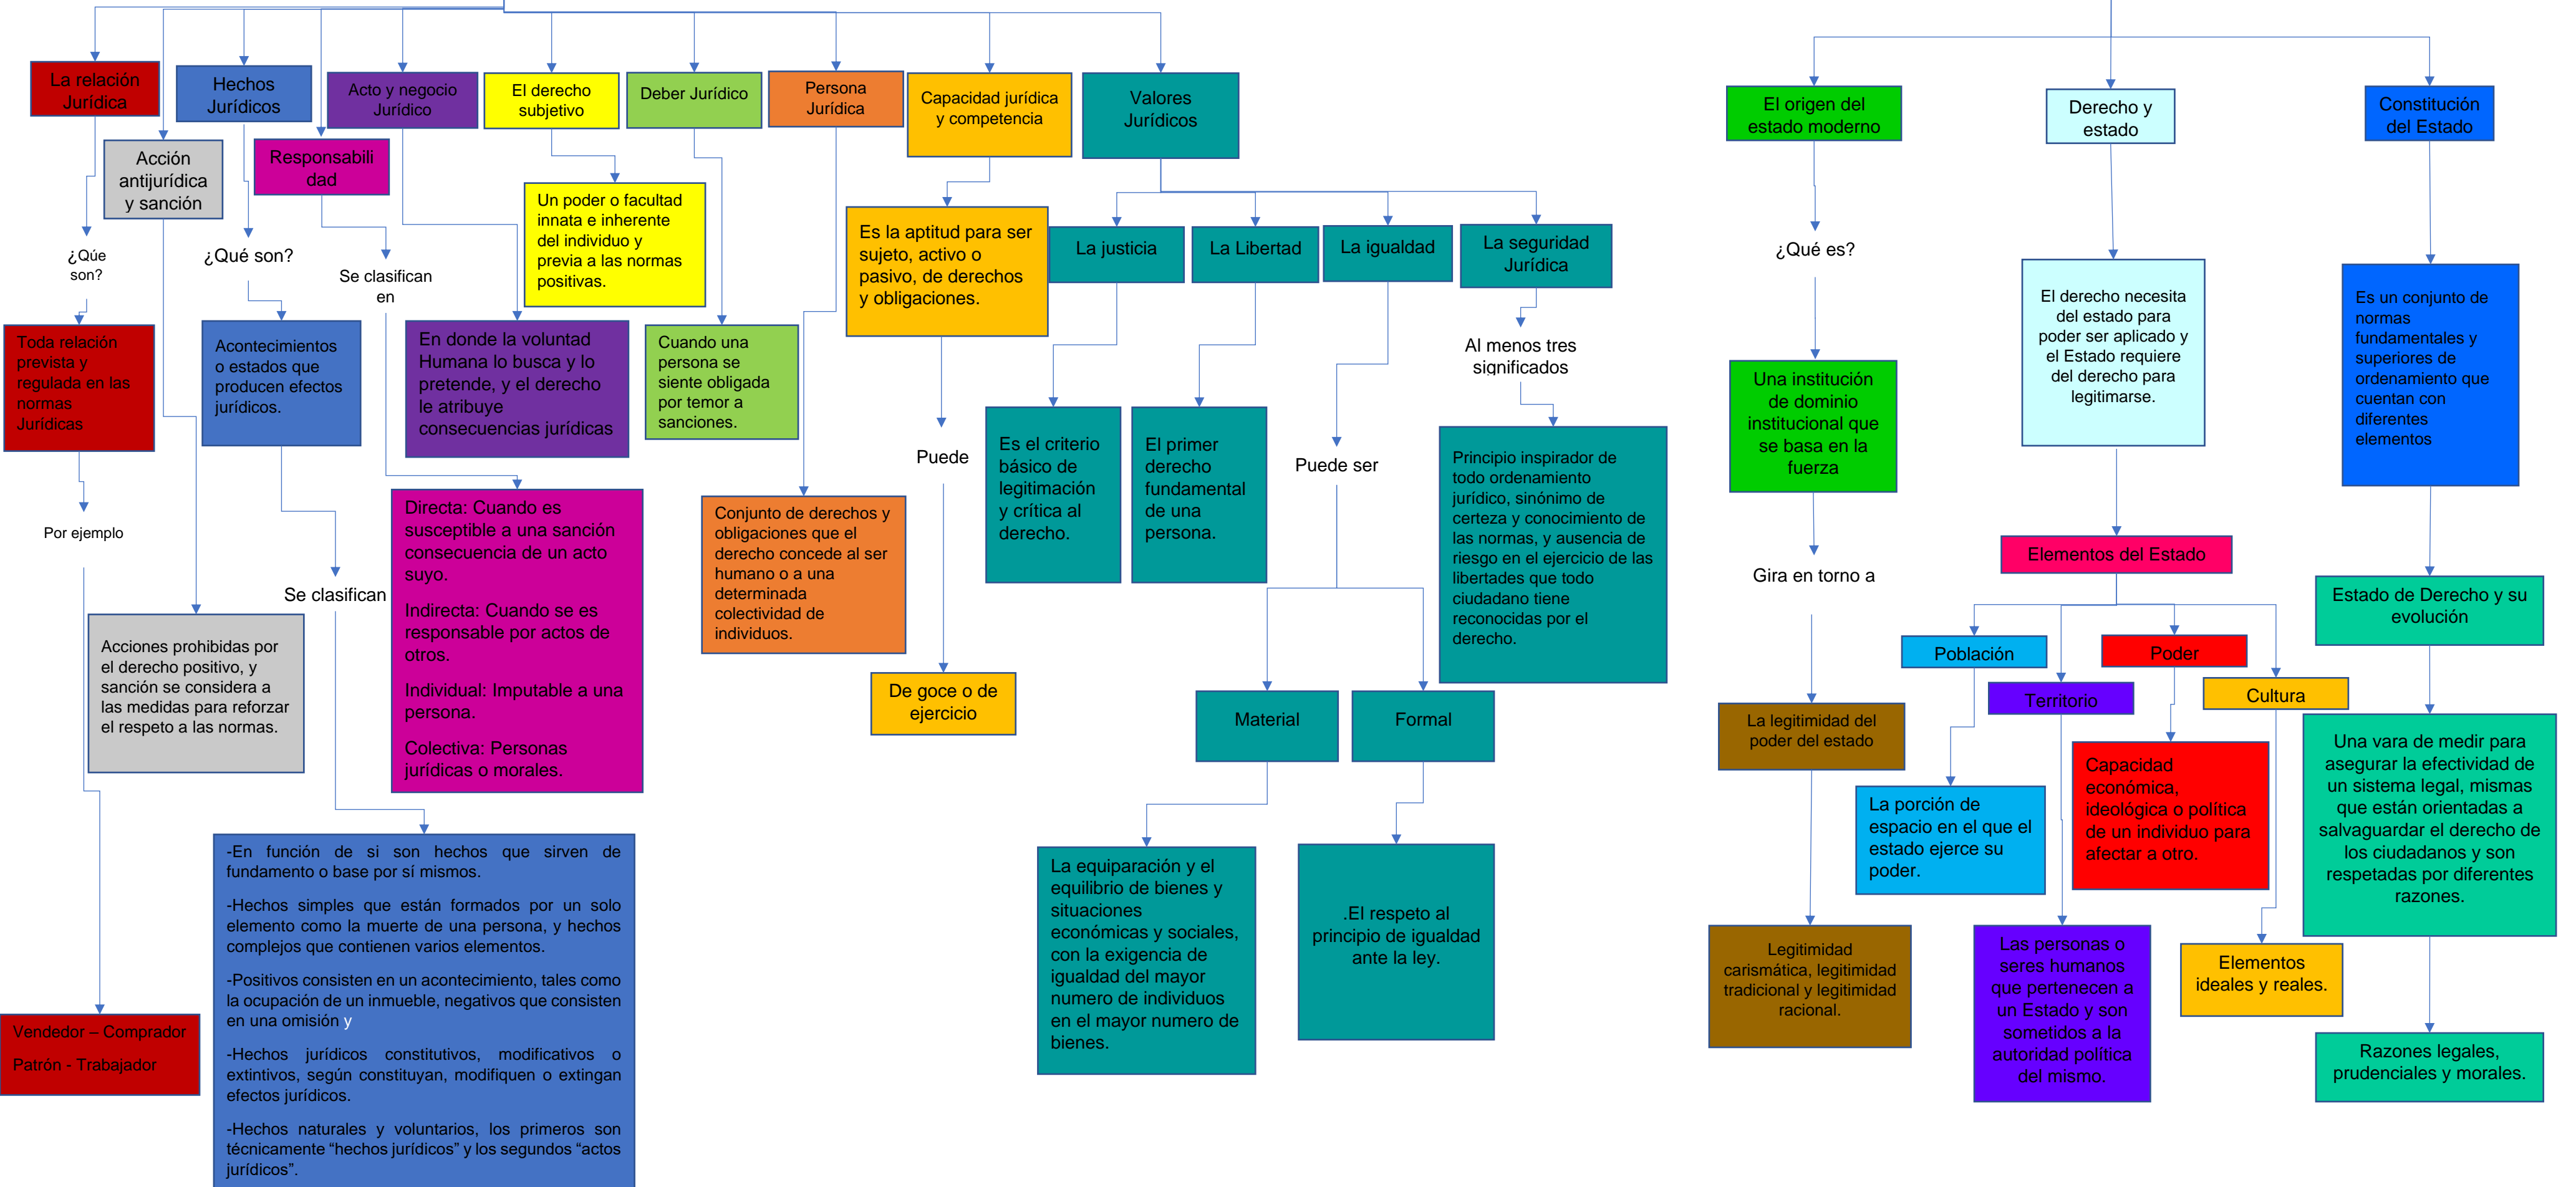 La relación
Jurídica
Hechos
Jurídicos
Acto y negocio
Jurídico
El derecho
subjetivo
Deber Jurídico
Persona
Jurídica
Capacidad jurídica
y competencia
Valores
Jurídicos
El origen del
estado moderno
Derecho y
estado
Constitución
del Estado
Acción
antijurídica
y sanción
Responsabili
dad
¿Qúe
son?
¿Qué son?
Se clasifican
en
Un poder o facultad
innata e inherente
del individuo y
previa a las normas
positivas.
Es la aptitud para ser
sujeto, activo o
pasivo, de derechos
y obligaciones.
La justicia
La Libertad
La igualdad
La seguridad
Jurídica
¿Qué es?
El derecho necesita
del estado para
poder ser aplicado y
el Estado requiere
del derecho para
legitimarse.
Es un conjunto de
normas
fundamentales y
superiores de
ordenamiento que
cuentan con
diferentes
elementos
Toda relación
prevista y
regulada en las
normas
Jurídicas
Acontecimientos
o estados que
producen efectos
jurídicos.
En donde la voluntad
Humana lo busca y lo
pretende, y el derecho
le atribuye
consecuencias jurídicas
Cuando una
persona se
siente obligada
por temor a
sanciones.
Al menos tres
significados
Una institución
de dominio
institucional que
se basa en la
fuerza
Por ejemplo
Puede
Es el criterio
básico de
legitimación
y crítica al
derecho.
El primer
derecho
fundamental
de una
persona.
Puede ser
Principio inspirador de
todo ordenamiento
jurídico, sinónimo de
certeza y conocimiento de
las normas, y ausencia de
riesgo en el ejercicio de las
libertades que todo
ciudadano tiene
reconocidas por el
derecho.
Directa: Cuando es
susceptible a una sanción
consecuencia de un acto
suyo.
Indirecta: Cuando se es
responsable por actos de
otros.
Individual: Imputable a una
persona.
Colectiva: Personas
jurídicas o morales.
Conjunto de derechos y
obligaciones que el
derecho concede al ser
humano o a una
determinada
colectividad de
individuos.
Gira en torno a
Elementos del Estado
Estado de Derecho y su
evolución
Se clasifican
Acciones prohibidas por
el derecho positivo, y
sanción se considera a
las medidas para reforzar
el respeto a las normas.
De goce o de
ejercicio
Material
Formal
La legitimidad del
poder del estado
Población
Poder
Territorio
Cultura
La porción de
espacio en el que el
estado ejerce su
poder.
Capacidad
económica,
ideológica o política
de un individuo para
afectar a otro.
Una vara de medir para
asegurar la efectividad de
un sistema legal, mismas
que están orientadas a
salvaguardar el derecho de
los ciudadanos y son
respetadas por diferentes
razones.
Vendedor – Comprador
Patrón - Trabajador
-En función de si son hechos que sirven de
fundamento o base por sí mismos.
-Hechos simples que están formados por un solo
elemento como la muerte de una persona, y hechos
complejos que contienen varios elementos.
-Positivos consisten en un acontecimiento, tales como
la ocupación de un inmueble, negativos que consisten
en una omisión y
-Hechos jurídicos constitutivos, modificativos o
extintivos, según constituyan, modifiquen o extingan
efectos jurídicos.
-Hechos naturales y voluntarios, los primeros son
técnicamente “hechos jurídicos” y los segundos “actos
jurídicos”.
La equiparación y el
equilibrio de bienes y
situaciones
económicas y sociales,
con la exigencia de
igualdad del mayor
numero de individuos
en el mayor numero de
bienes.
.El respeto al
principio de igualdad
ante la ley.
Legitimidad
carismática, legitimidad
tradicional y legitimidad
racional.
Las personas o
seres humanos
que pertenecen a
un Estado y son
sometidos a la
autoridad política
del mismo.
Elementos
ideales y reales.
Razones legales,
prudenciales y morales.